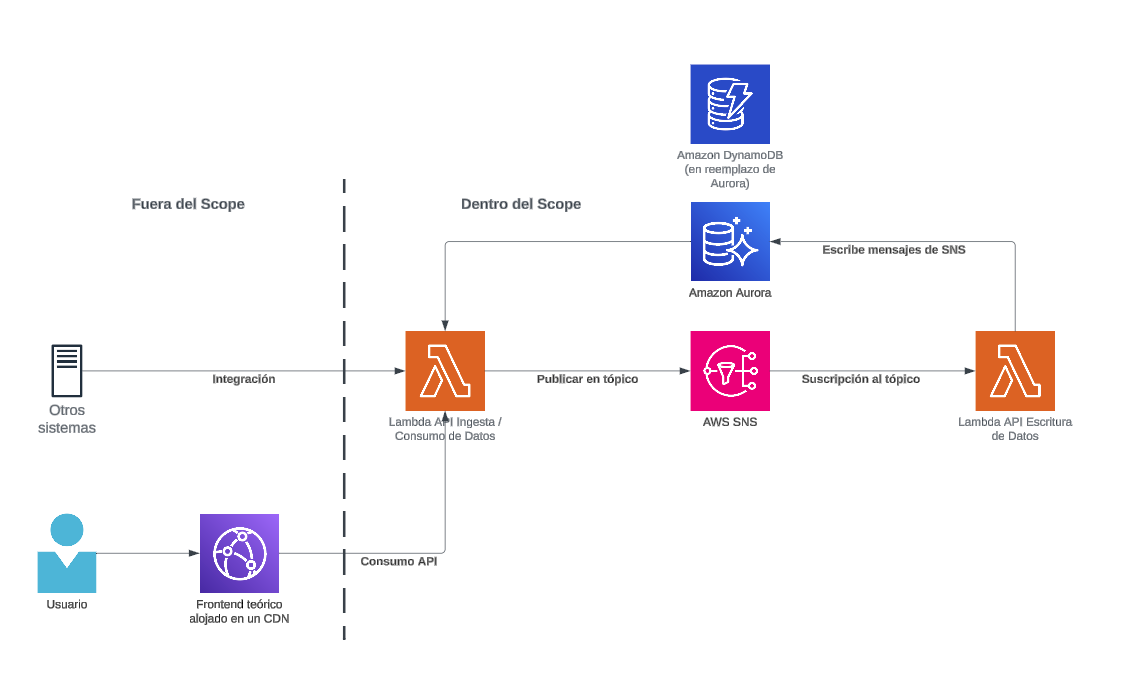 Amazon DynamoDB
(en reemplazo de
Aurora)
Fuera del Scope
Dentro del Scope
Escribe mensajes de SNS
Amazon Aurora
Integración
Publicar en tópico
Suscripción al tópico
Otros
sistemas
Lambda API Ingesta /
Consumo de Datos
AWS SNS
Lambda API Escritura
de Datos
Consumo API
Usuario
Frontend teórico
alojado en un CDN